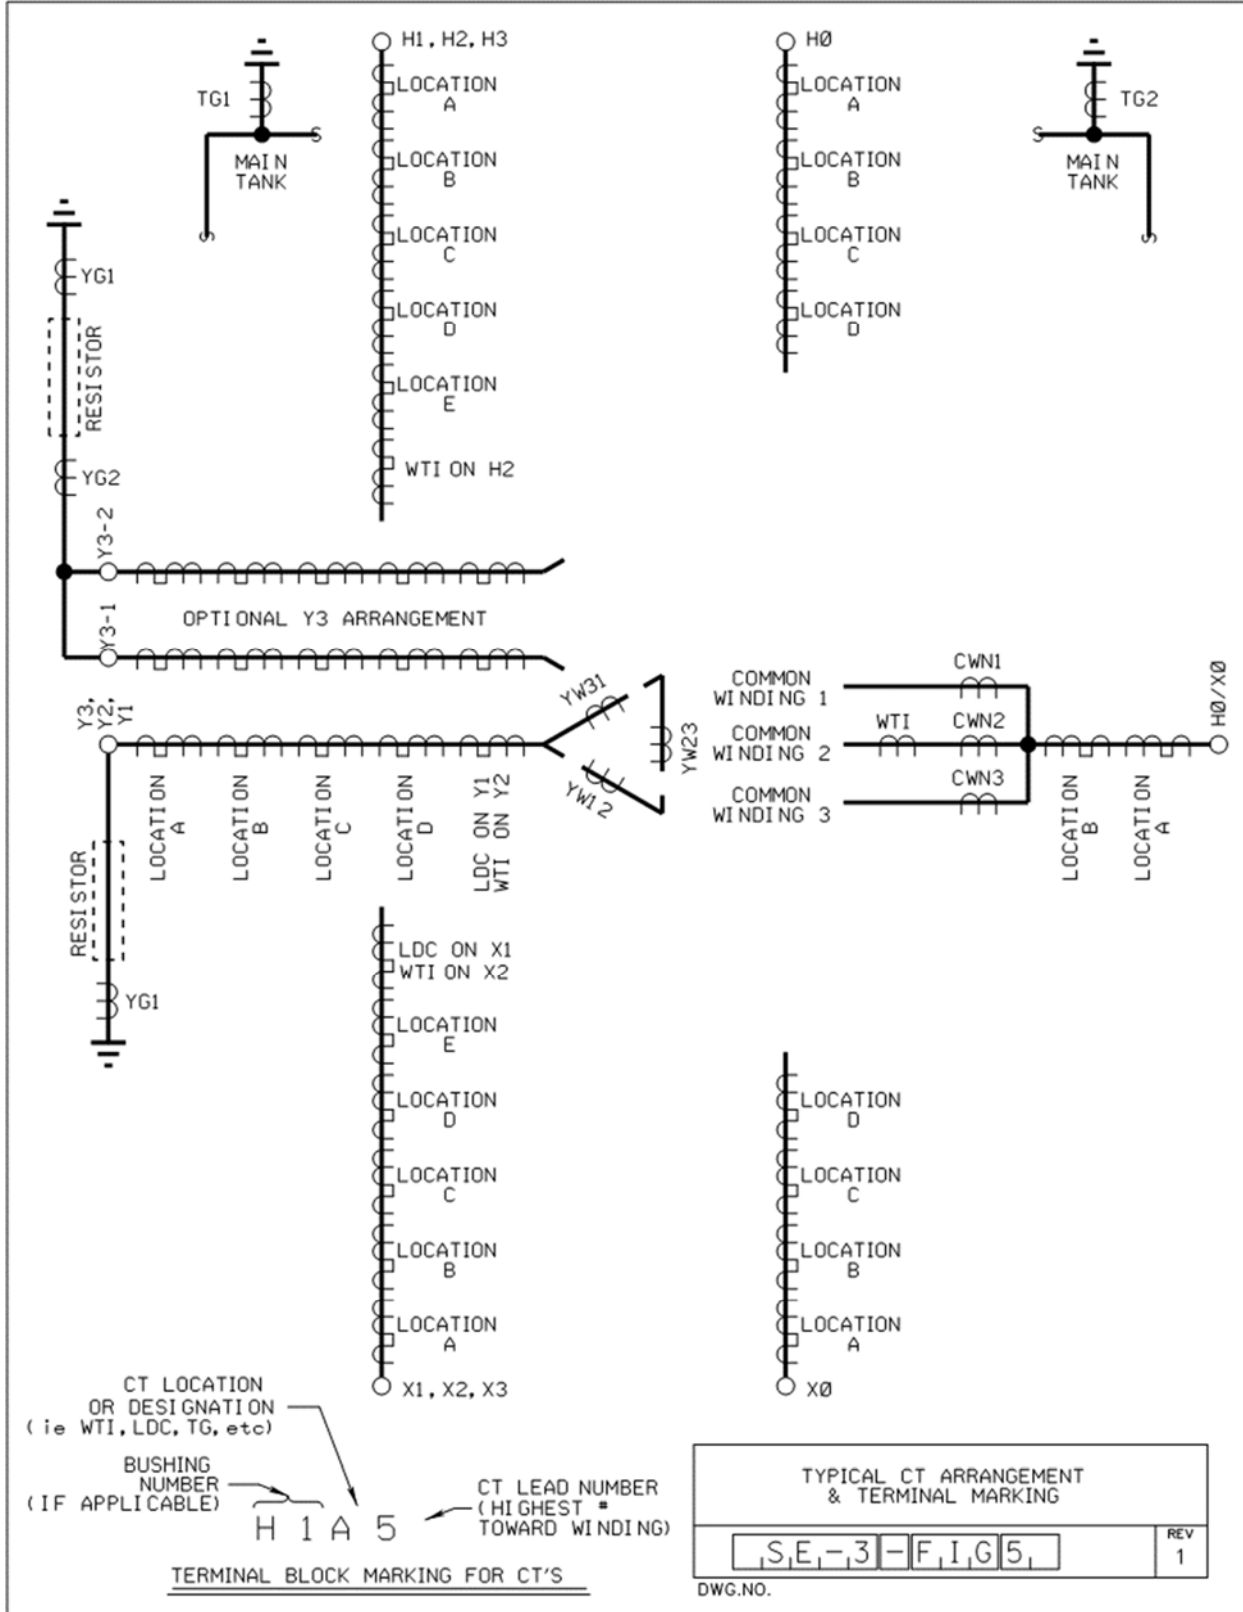 H1, H2, H3
LOCATION
A
LOCATION
B
LOCATION
C
LOCATION
D
LOCATION
E
WTI ON H2
HØ
LOCATION
A
LOCATION
B
LOCATION
C
LOCATION
D
TG1
MAIN
TANK
TG2
MAIN
TANK
YG1
RESISTOR
YG2
Y3-2
OPTIONAL Y3 ARRANGEMENT
Y3-1
Y3,
Y2,
Y1
LOCATION
A
LOCATION
B
LOCATION
C
LOCATION
D
LDC ON Y1
WTI ON Y2
YW31
YW23
YW12
COMMON
WINDING 1
COMMON
WINDING 2
COMMON
WINDING 3
CWN1
WTI
CWN2
CWN3
LOCATION
B
LOCATION
A
HØ/XØ
RESISTOR
YG1
LDC ON X1
WTI ON X2
LOCATION
E
LOCATION
D
LOCATION
C
LOCATION
B
LOCATION
A
X1, X2, X3
LOCATION
D
LOCATION
C
LOCATION
B
LOCATION
A
XØ
CT LOCATION
OR DESIGNATION
(ie WTI, LDC, TG, etc)
BUSHING
NUMBER
(IF APPLICABLE)
H 1 A 5
CT LEAD NUMBER
(HIGHEST #
TOWARD WINDING)
TERMINAL BLOCK MARKING FOR CT'S
TYPICAL CT ARRANGEMENT
& TERMINAL MARKING
SE-3-FIG5
REV
1
DWG.NO.